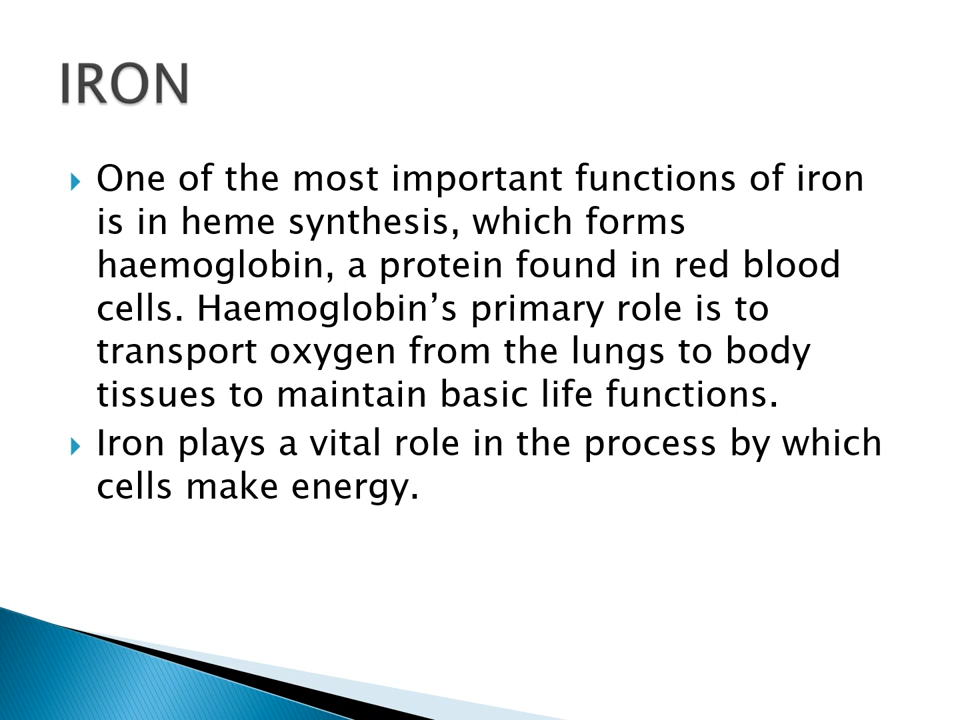 IRON
One of the most important functions of iron
is in heme synthesis, which forms
haemoglobin, a protein found in red blood
cells. Haemoglobin’s primary role is to
transport oxygen from the lungs to body
tissues to maintain basic life functions.
Iron plays a vital role in the process by which
cells make energy.